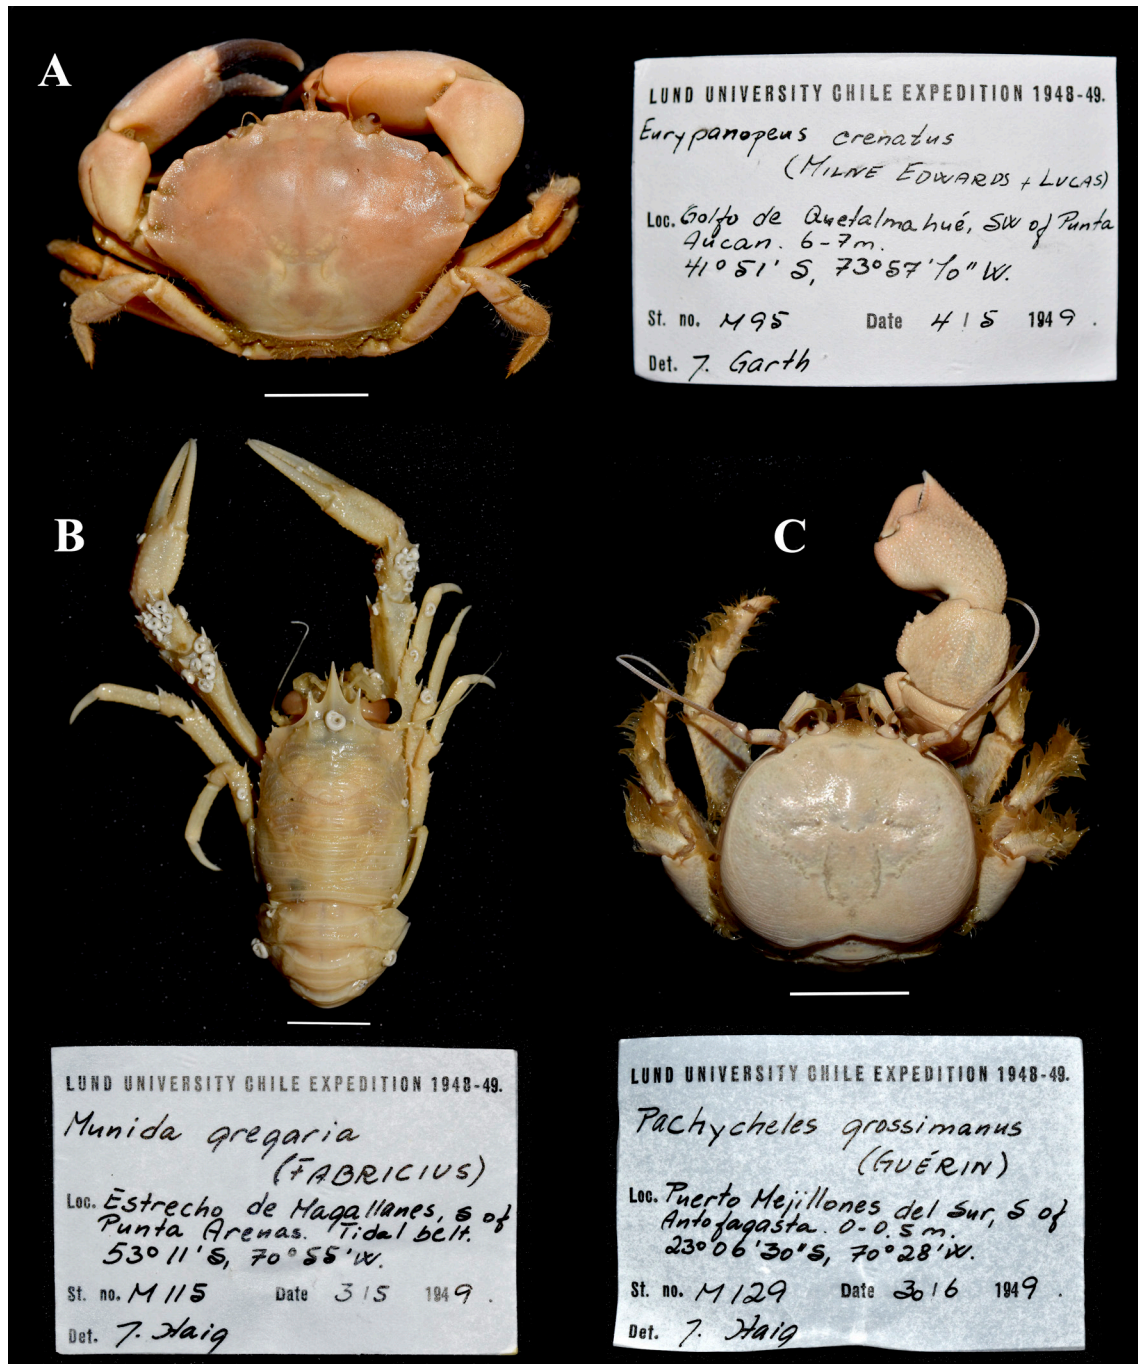 A
LUND UNIVERSITY CHILE EXPEDITION 1948-49.
Eurypanopeus crenatus
(MILNE EDWARDS + LUCAS)
Loc. Golfo de Quetalmahué, SW of Punta
Aucan. 6-7m.
41° 51' S, 73° 57' 10" W.
St. no. M95 Date 4/5 1949.
Det. J. Garth
B
C
LUND UNIVERSITY CHILE EXPEDITION 1948-49.
Munida gregaria
(FABRICIUS)
Loc. Estrecho de Magallanes, S of
Punta Arenas. Tidal belt.
53° 11' S, 70° 55' W.
St. no. M115 Date 3/5 1949.
Det. J. Haig
LUND UNIVERSITY CHILE EXPEDITION 1948-49.
Pachycheles grossimanus
(GUÉRIN)
Loc. Puerto Mejillones del Sur, S of
Antofagasta. 0-0.5m.
23° 06' 30" S, 70° 28' W.
St. no. M129 Date 30/6 1949.
Det. J. Haig